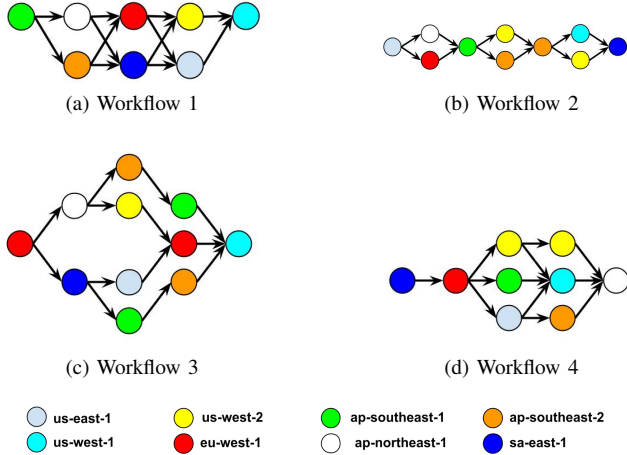 (a) Workflow 1
(b) Workflow 2
(c) Workflow 3
(d) Workflow 4
us-east-1 us-west-2 ap-southeast-1 ap-southeast-2
us-west-1 eu-west-1 ap-northeast-1 sa-east-1